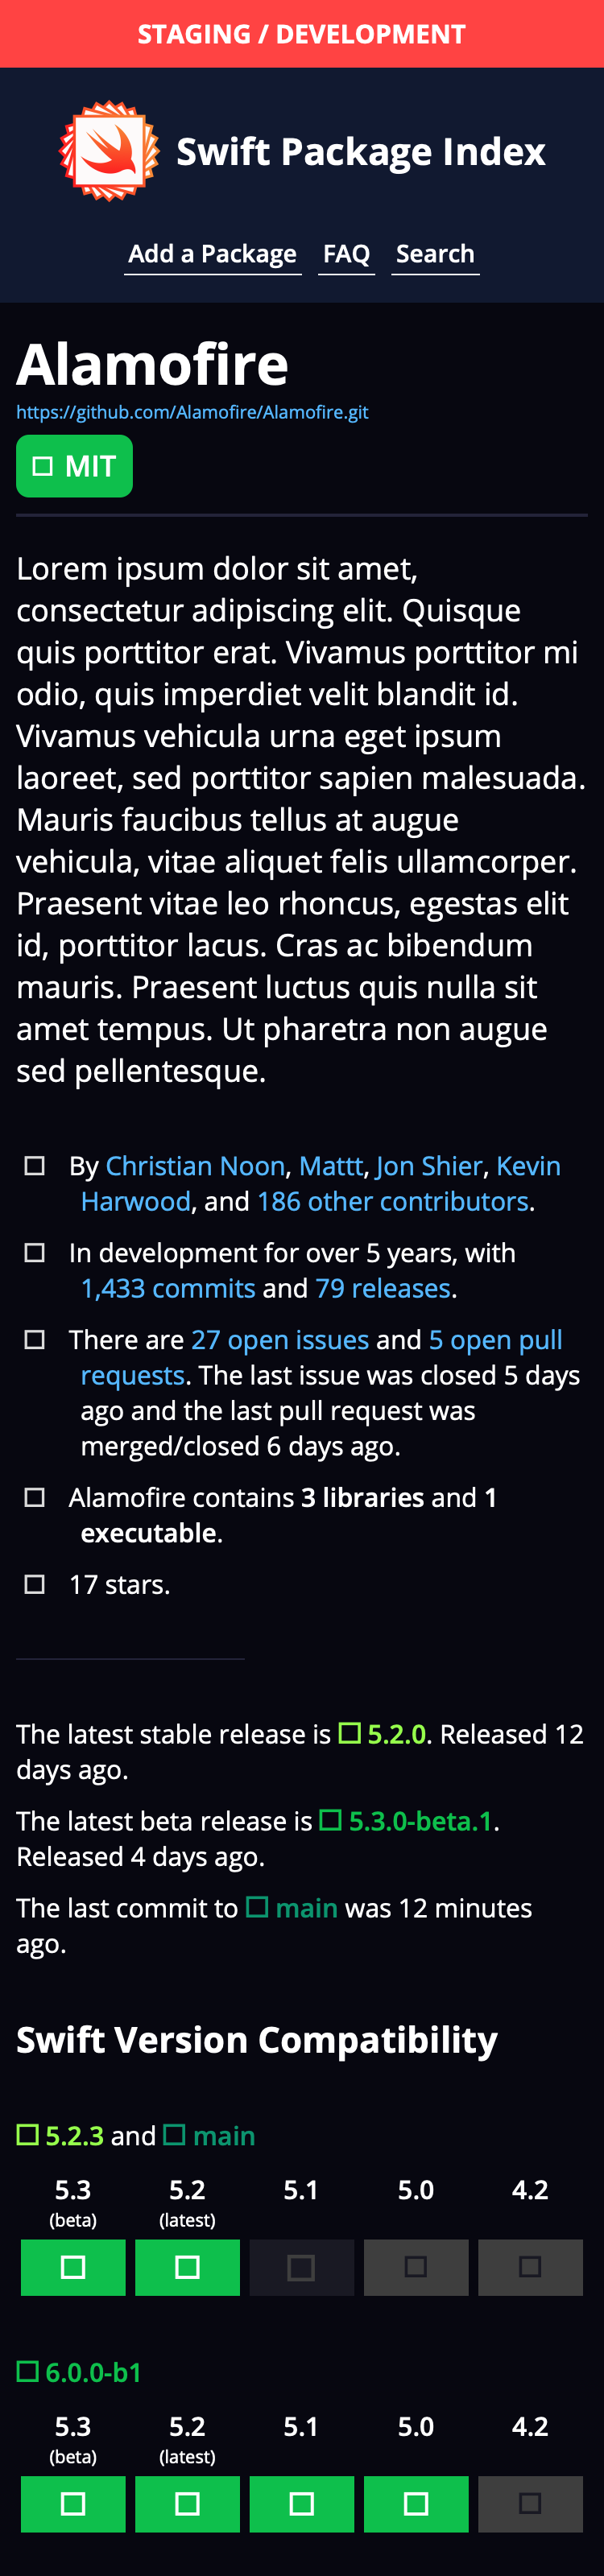 STAGING / DEVELOPMENT
Swift Package Index
Add a Package FAQ Search
Alamofire
https://github.com/Alamofire/Alamofire.git
MIT
Lorem ipsum dolor sit amet,
consectetur adipiscing elit. Quisque
quis porttitor erat. Vivamus porttitor mi
odio, quis imperdiet velit blandit id.
Vivamus vehicula urna eget ipsum
laoreet, sed porttitor sapien malesuada.
Mauris faucibus tellus at augue
vehicula, vitae aliquet felis ullamcorper.
Praesent vitae leo rhoncus, egestas elit
id, porttitor lacus. Cras ac bibendum
mauris. Praesent luctus quis nulla sit
amet tempus. Ut pharetra non augue
sed pellentesque.
By Christian Noon, Mattt, Jon Shier, Kevin
Harwood, and 186 other contributors.
In development for over 5 years, with
1,433 commits and 79 releases.
There are 27 open issues and 5 open pull
requests. The last issue was closed 5 days
ago and the last pull request was
merged/closed 6 days ago.
Alamofire contains 3 libraries and 1
executable.
17 stars.
The latest stable release is 5.2.0. Released 12
days ago.
The latest beta release is 5.3.0-beta.1.
Released 4 days ago.
The last commit to main was 12 minutes
ago.
Swift Version Compatibility
5.2.3 and main
5.3 5.2 5.1 5.0 4.2
(beta) (latest)
6.0.0-b1
5.3 5.2 5.1 5.0 4.2
(beta) (latest)